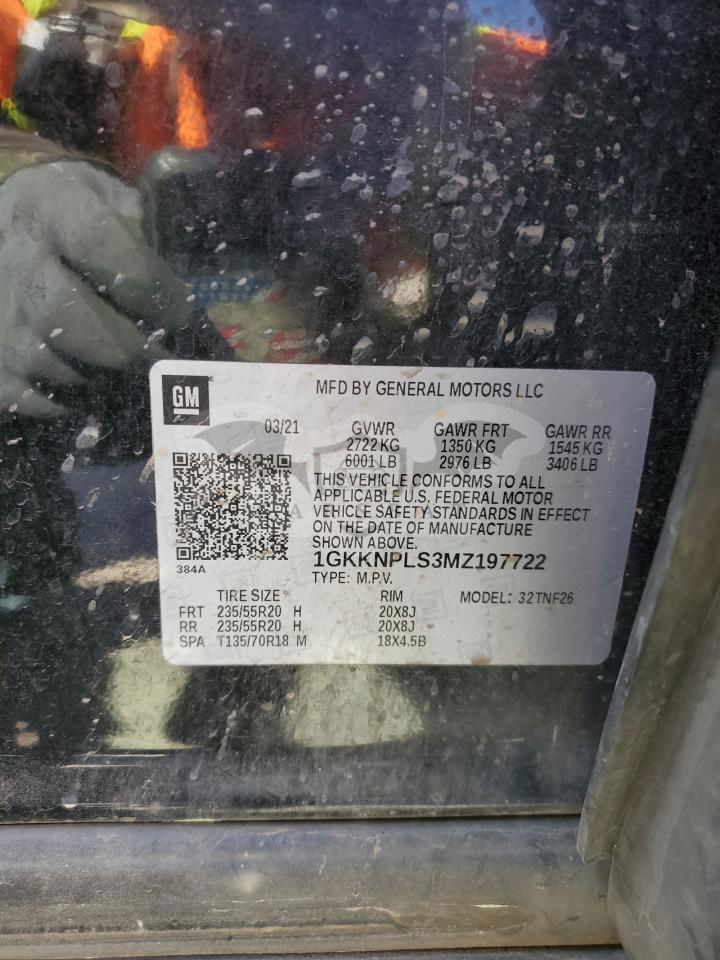 GM
MFD BY GENERAL MOTORS LLC
03/21 GVWR GAWR FRT GAWR RR
2722 KG 1350 KG 1545 KG
6001 LB 2976 LB 3406 LB
THIS VEHICLE CONFORMS TO ALL
APPLICABLE U.S. FEDERAL MOTOR
VEHICLE SAFETY STANDARDS IN EFFECT
ON THE DATE OF MANUFACTURE
SHOWN ABOVE.
384A
1GKKNPLS3MZ197722
TYPE: M.P.V.
TIRE SIZE RIM MODEL: 32TNF26
FRT 235/55R20 H 20X8J
RR 235/55R20 H 20X8J
SPA T135/70R18 M 18X4.5B